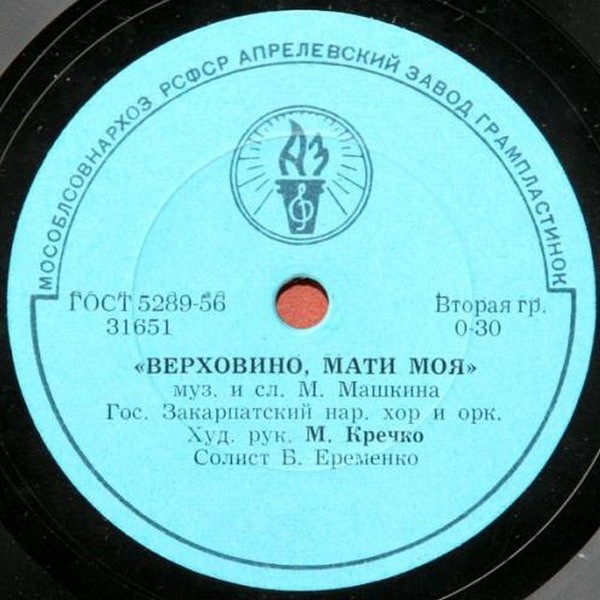 МОСОБЛСОВНАРХОЗ РСФСР АПРЕЛЕВСКИЙ ЗАВОД ГРАМПЛАСТИНОК
АЗ
ГОСТ 5289-56
31651
Вторая гр.
0-30
«ВЕРХОВИНО, МАТИ МОЯ»
муз. и сл. М. Машкина
Гос. Закарпатский нар. хор и орк.
Худ. рук. М. Кречко
Солист Б. Еременко